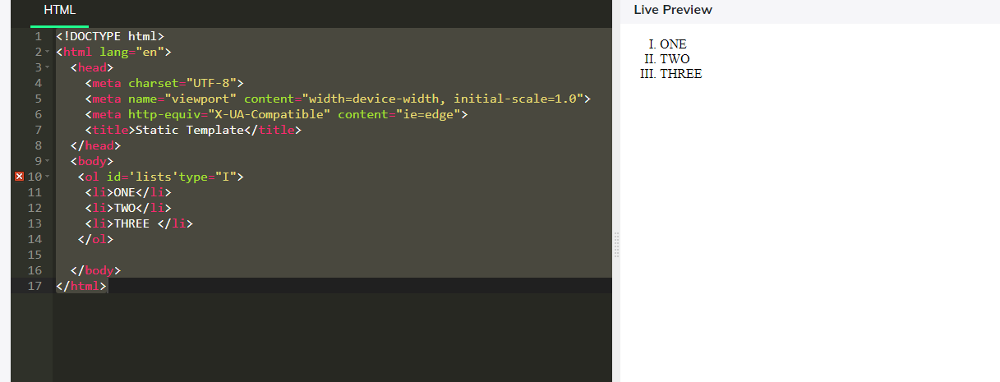 HTML
1 <!DOCTYPE html>
2 <html lang="en">
3 <head>
4 <meta charset="UTF-8">
5 <meta name="viewport" content="width=device-width, initial-scale=1.0">
6 <meta http-equiv="X-UA-Compatible" content="ie=edge">
7 <title>Static Template</title>
8 </head>
9 <body>
10 <ol id='lists'type="I">
11 <li>ONE</li>
12 <li>TWO</li>
13 <li>THREE </li>
14 </ol>
15
16 </body>
17 </html>
Live Preview
I. ONE
II. TWO
III. THREE